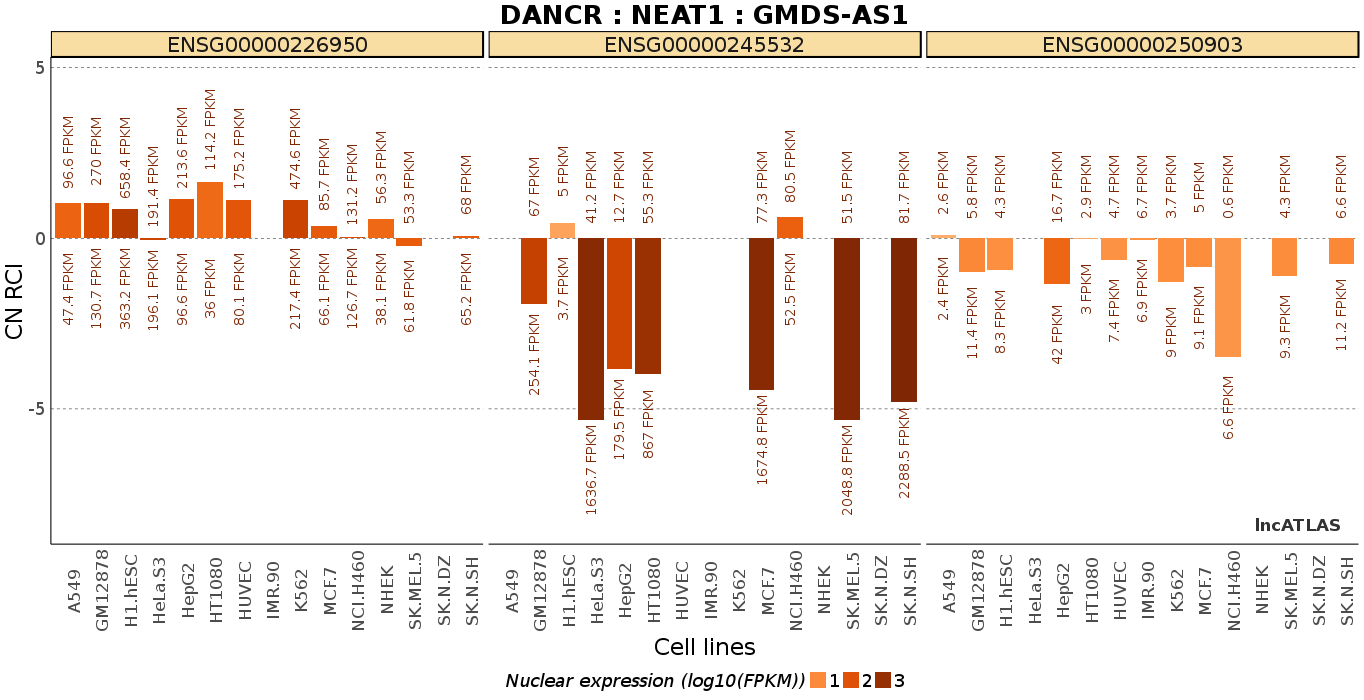 DANCR : NEAT1 : GMDS-AS1
ENSG00000226950 ENSG00000245532 ENSG00000250903
CN RCI
5
0
-5
96.6 FPKM 270 FPKM 658.4 FPKM 191.4 FPKM 213.6 FPKM 114.2 FPKM 175.2 FPKM 474.6 FPKM 85.7 FPKM 131.2 FPKM 56.3 FPKM 53.3 FPKM 68 FPKM
47.4 FPKM 130.7 FPKM 363.2 FPKM 196.1 FPKM 96.6 FPKM 36 FPKM 80.1 FPKM 217.4 FPKM 66.1 FPKM 126.7 FPKM 38.1 FPKM 61.8 FPKM 65.2 FPKM
67 FPKM 5 FPKM 41.2 FPKM 12.7 FPKM 55.3 FPKM 77.3 FPKM 80.5 FPKM 51.5 FPKM 81.7 FPKM
254.1 FPKM 3.7 FPKM 1636.7 FPKM 179.5 FPKM 867 FPKM 1674.8 FPKM 52.5 FPKM 2048.8 FPKM 2288.5 FPKM
2.6 FPKM 5.8 FPKM 4.3 FPKM 16.7 FPKM 2.9 FPKM 4.7 FPKM 6.7 FPKM 3.7 FPKM 5 FPKM 0.6 FPKM 4.3 FPKM 6.6 FPKM
2.4 FPKM 11.4 FPKM 8.3 FPKM 42 FPKM 3 FPKM 7.4 FPKM 6.9 FPKM 9 FPKM 9.1 FPKM 6.6 FPKM 9.3 FPKM 11.2 FPKM
lncATLAS
A549 GM12878 H1.hESC HeLa.S3 HepG2 HT1080 HUVEC IMR.90 K562 MCF.7 NCI.H460 NHEK SK.MEL.5 SK.N.DZ SK.N.SH
A549 GM12878 H1.hESC HeLa.S3 HepG2 HT1080 HUVEC IMR.90 K562 MCF.7 NCI.H460 NHEK SK.MEL.5 SK.N.DZ SK.N.SH
A549 GM12878 H1.hESC HeLa.S3 HepG2 HT1080 HUVEC IMR.90 K562 MCF.7 NCI.H460 NHEK SK.MEL.5 SK.N.DZ SK.N.SH
Cell lines
Nuclear expression (log10(FPKM)) 1 2 3